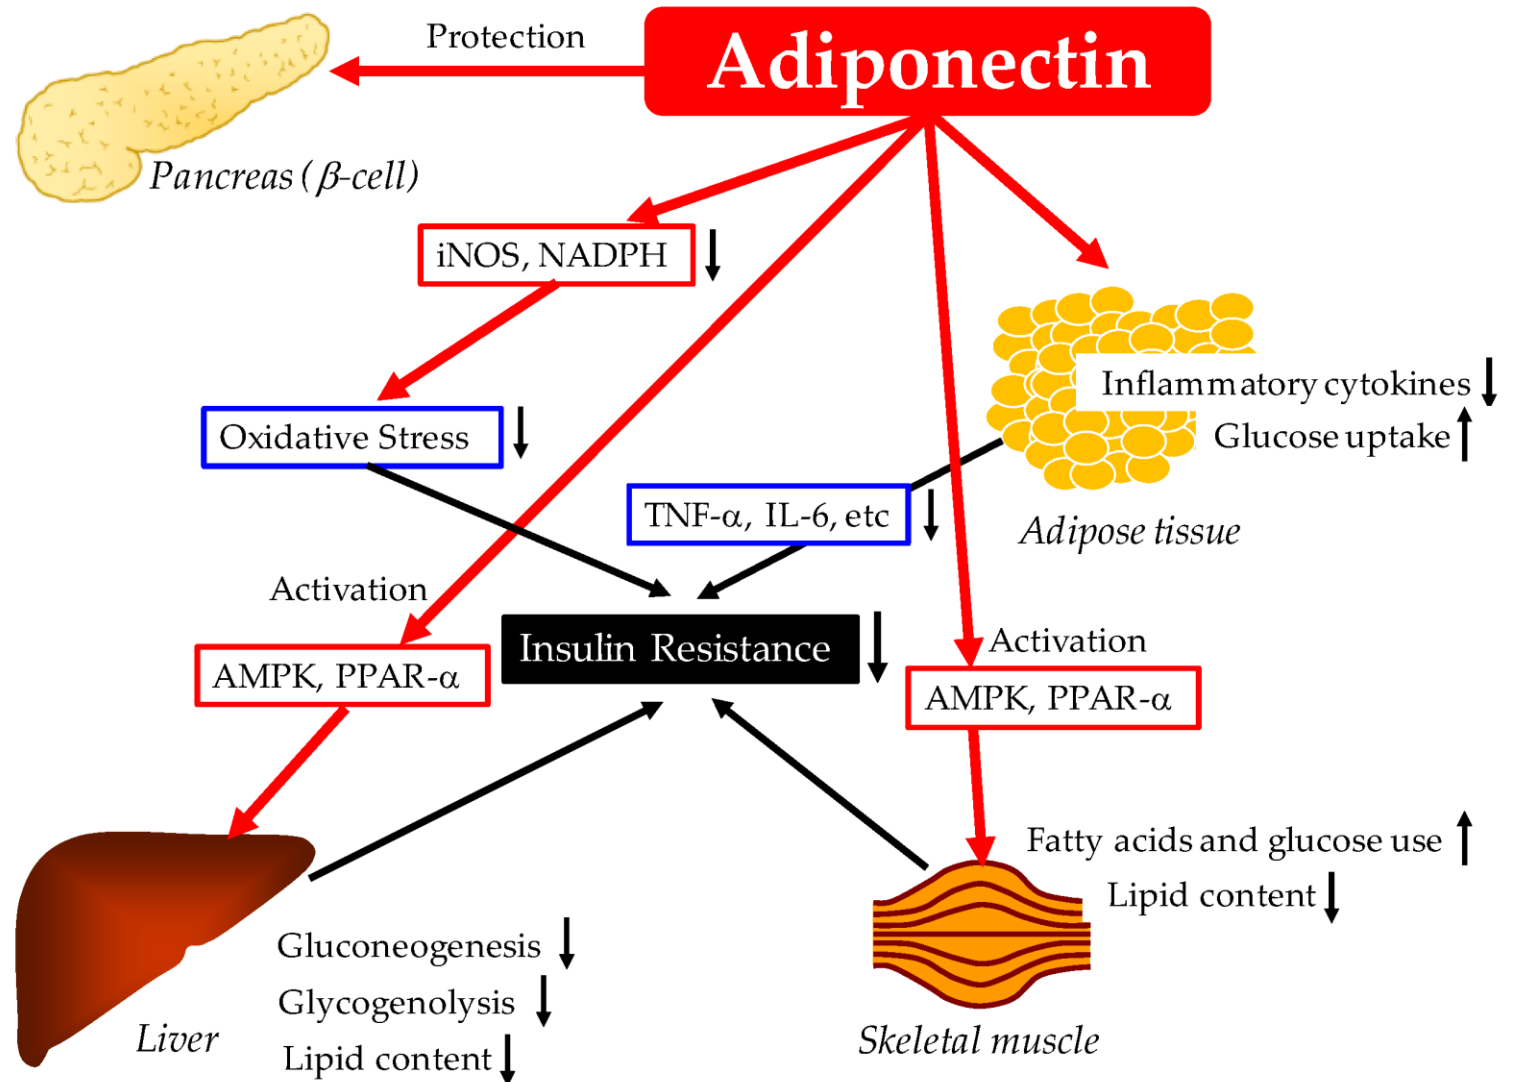 Protection
Adiponectin
Pancreas (β-cell)
iNOS, NADPH ↓
Inflammatory cytokines ↓
Glucose uptake ↑
Oxidative Stress ↓
TNF-α, IL-6, etc ↓
Adipose tissue
Activation
Insulin Resistance ↓
Activation
AMPK, PPAR-α
AMPK, PPAR-α
Fatty acids and glucose use ↑
Lipid content ↓
Gluconeogenesis ↓
Glycogenolysis ↓
Lipid content ↓
Liver
Skeletal muscle